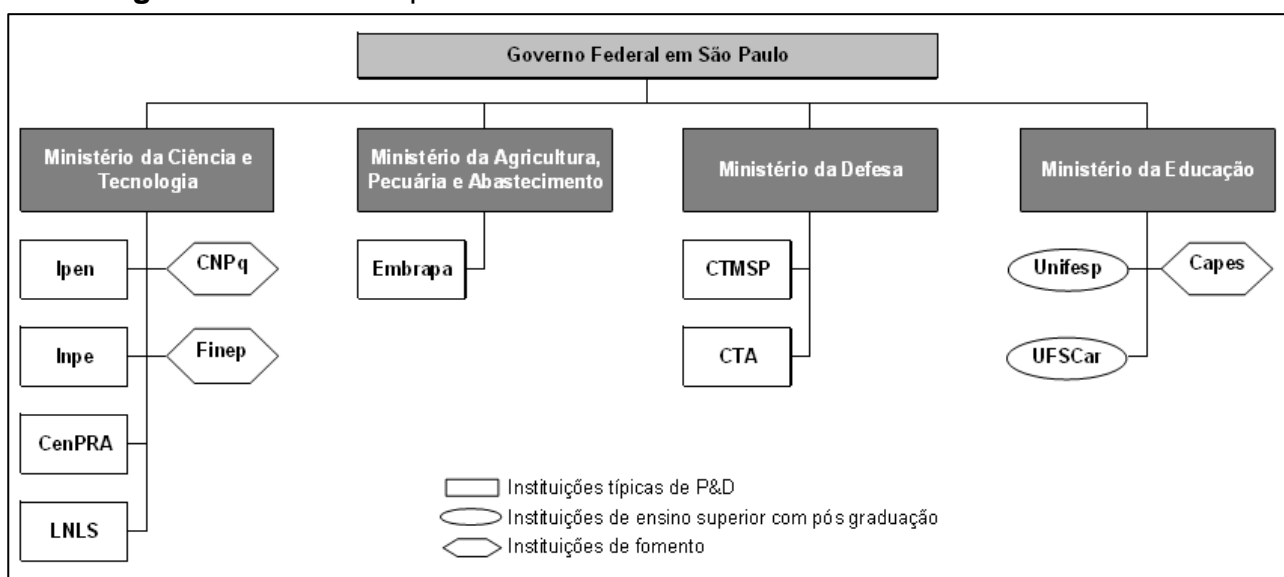 Governo Federal em São Paulo
Ministério da Ciência e
Tecnologia
Ministério da Agricultura,
Pecuária e Abastecimento
Ministério da Defesa
Ministério da Educação
Ipen
CNPq
Embrapa
CTMSP
Unifesp
Capes
Inpe
Finep
CTA
UFSCar
CenPRA
LNLS
Instituições típicas de P&D
Instituições de ensino superior com pós graduação
Instituições de fomento